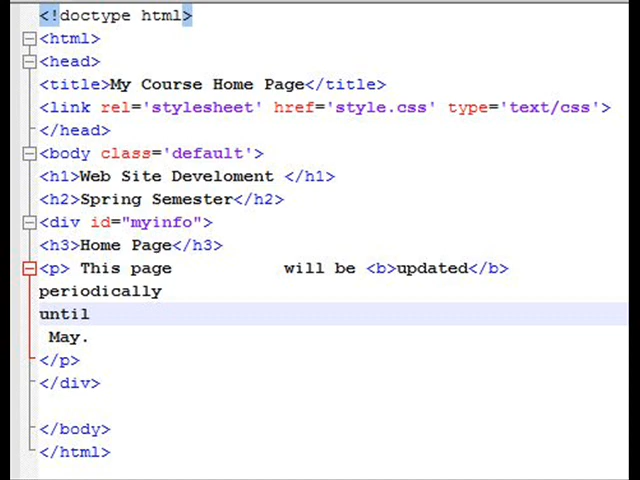 <!doctype html>
<html>
<head>
<title>My Course Home Page</title>
<link rel='stylesheet' href='style.css' type='text/css'>
</head>
<body class='default'>
<h1>Web Site Develoment </h1>
<h2>Spring Semester</h2>
<div id="myinfo">
<h3>Home Page</h3>
<p> This page           will be <b>updated</b>
periodically
until
 May.
</p>
</div>

</body>
</html>